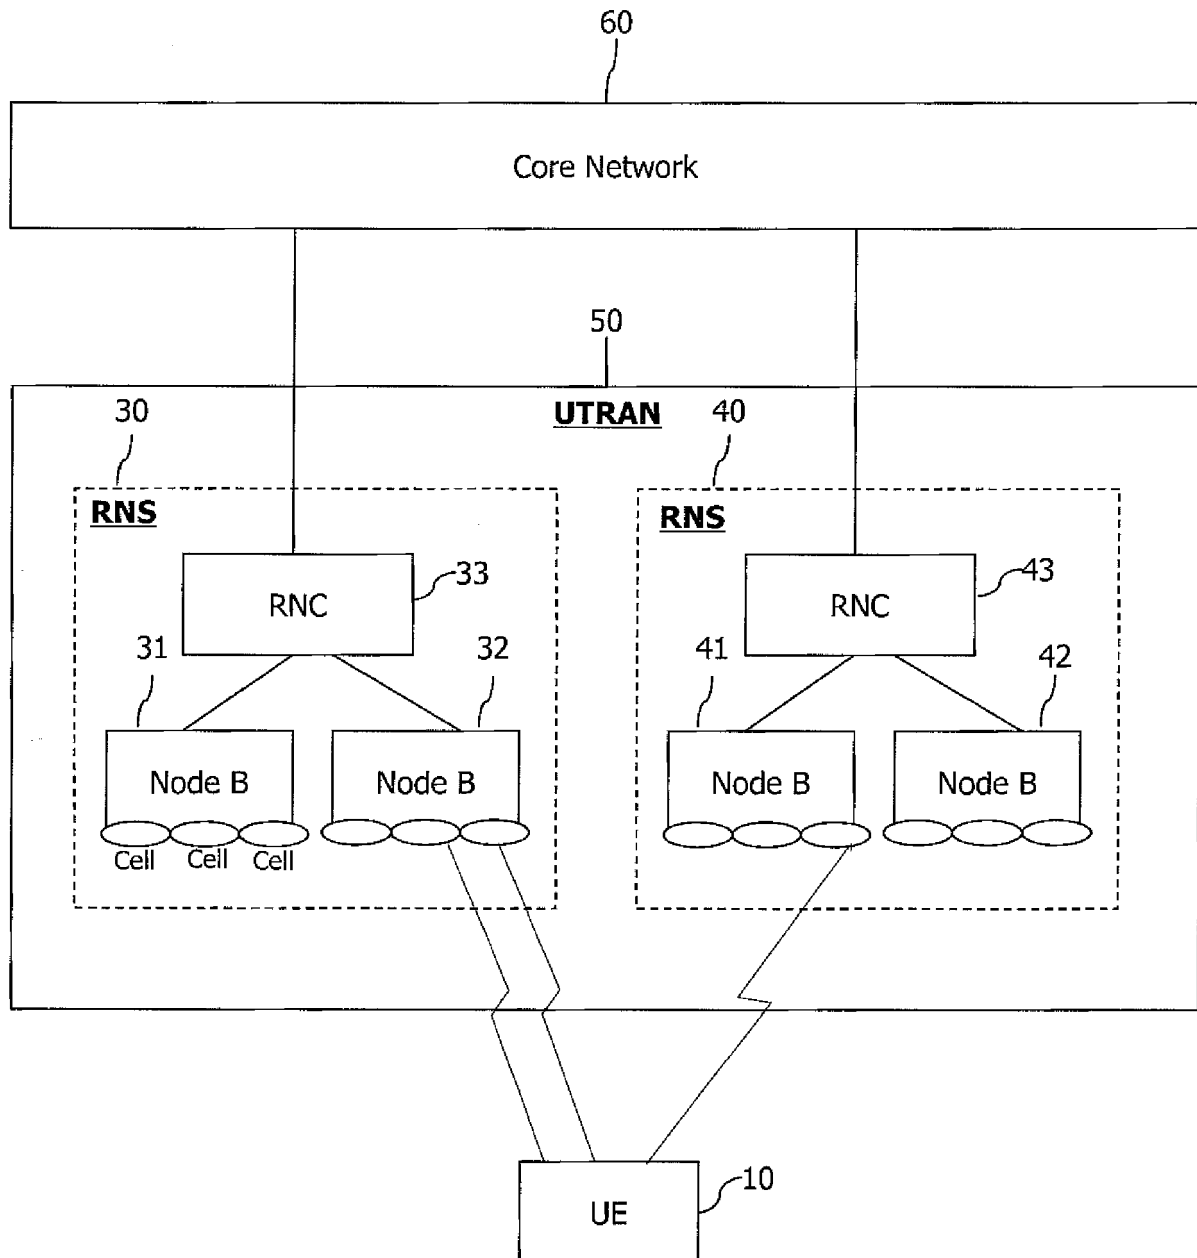 60
Core Network
50
30
UTRAN
40
RNS
RNS
RNC
33
RNC
43
31
32
41
42
Node B
Node B
Node B
Node B
Cell
Cell
Cell
UE
10